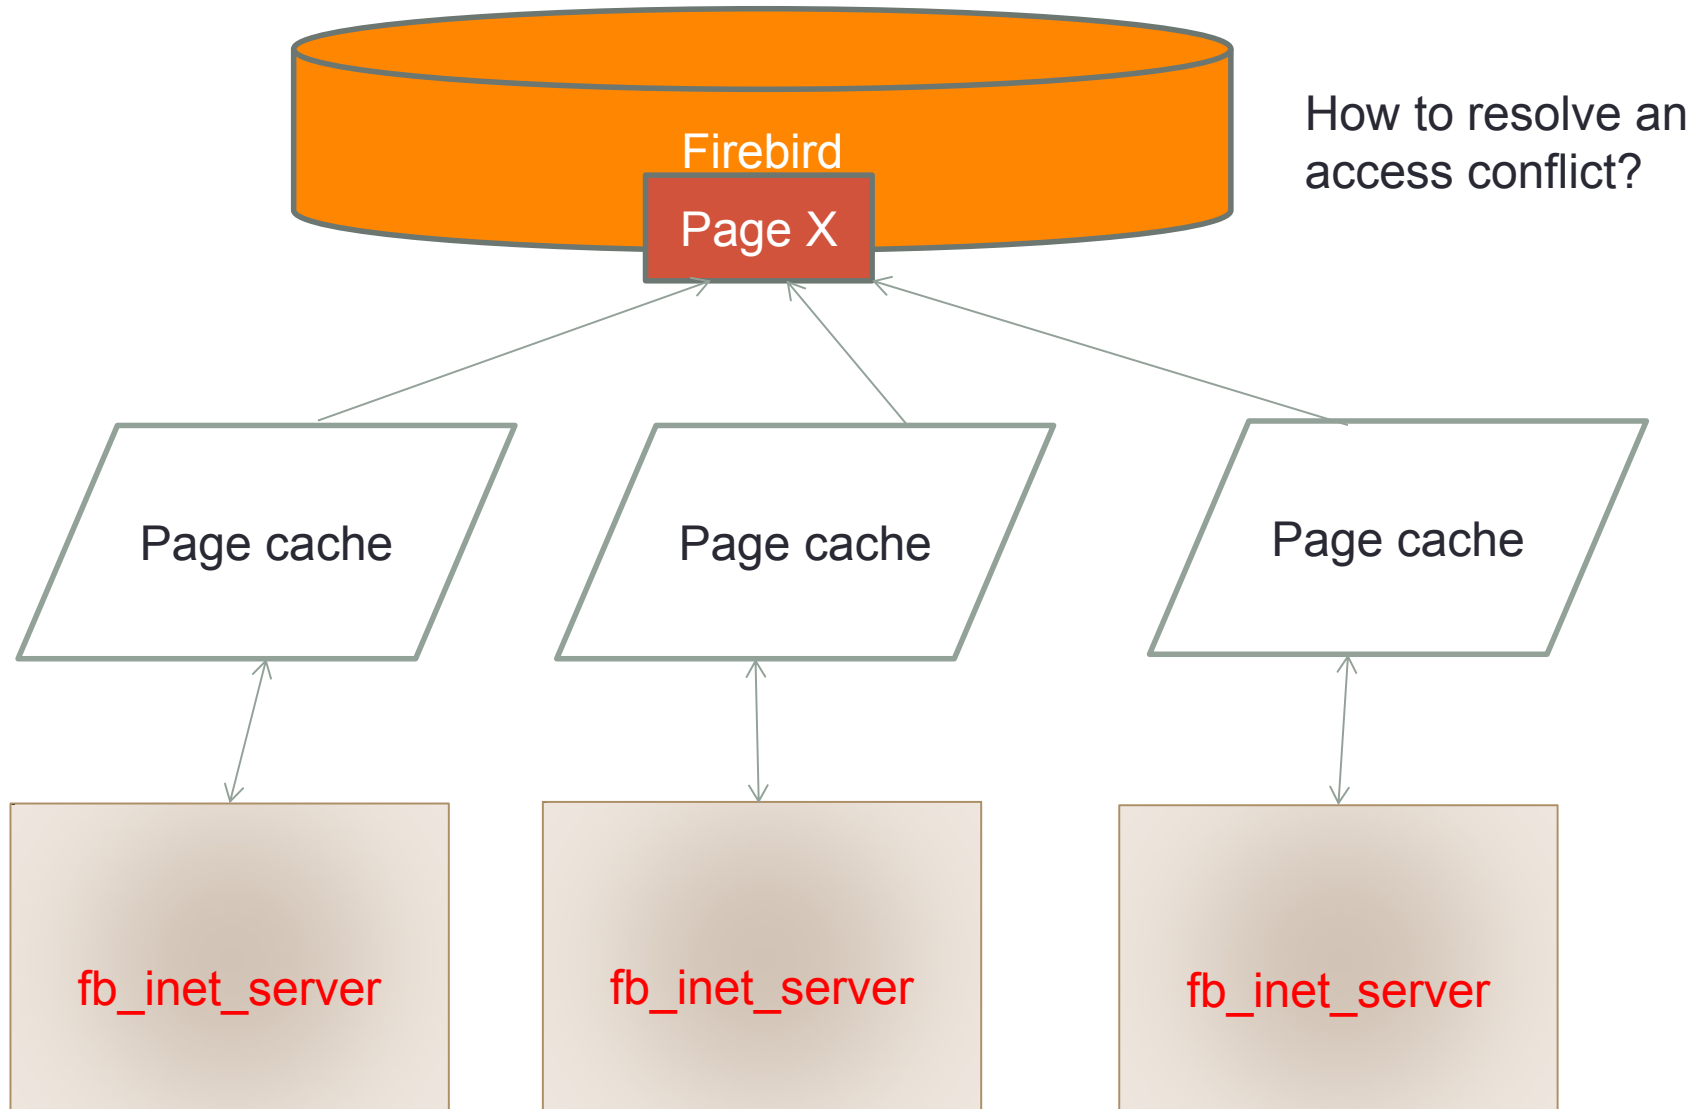 Firebird
Page X
How to resolve an
access conflict?
Page cache
Page cache
Page cache
fb_inet_server
fb_inet_server
fb_inet_server